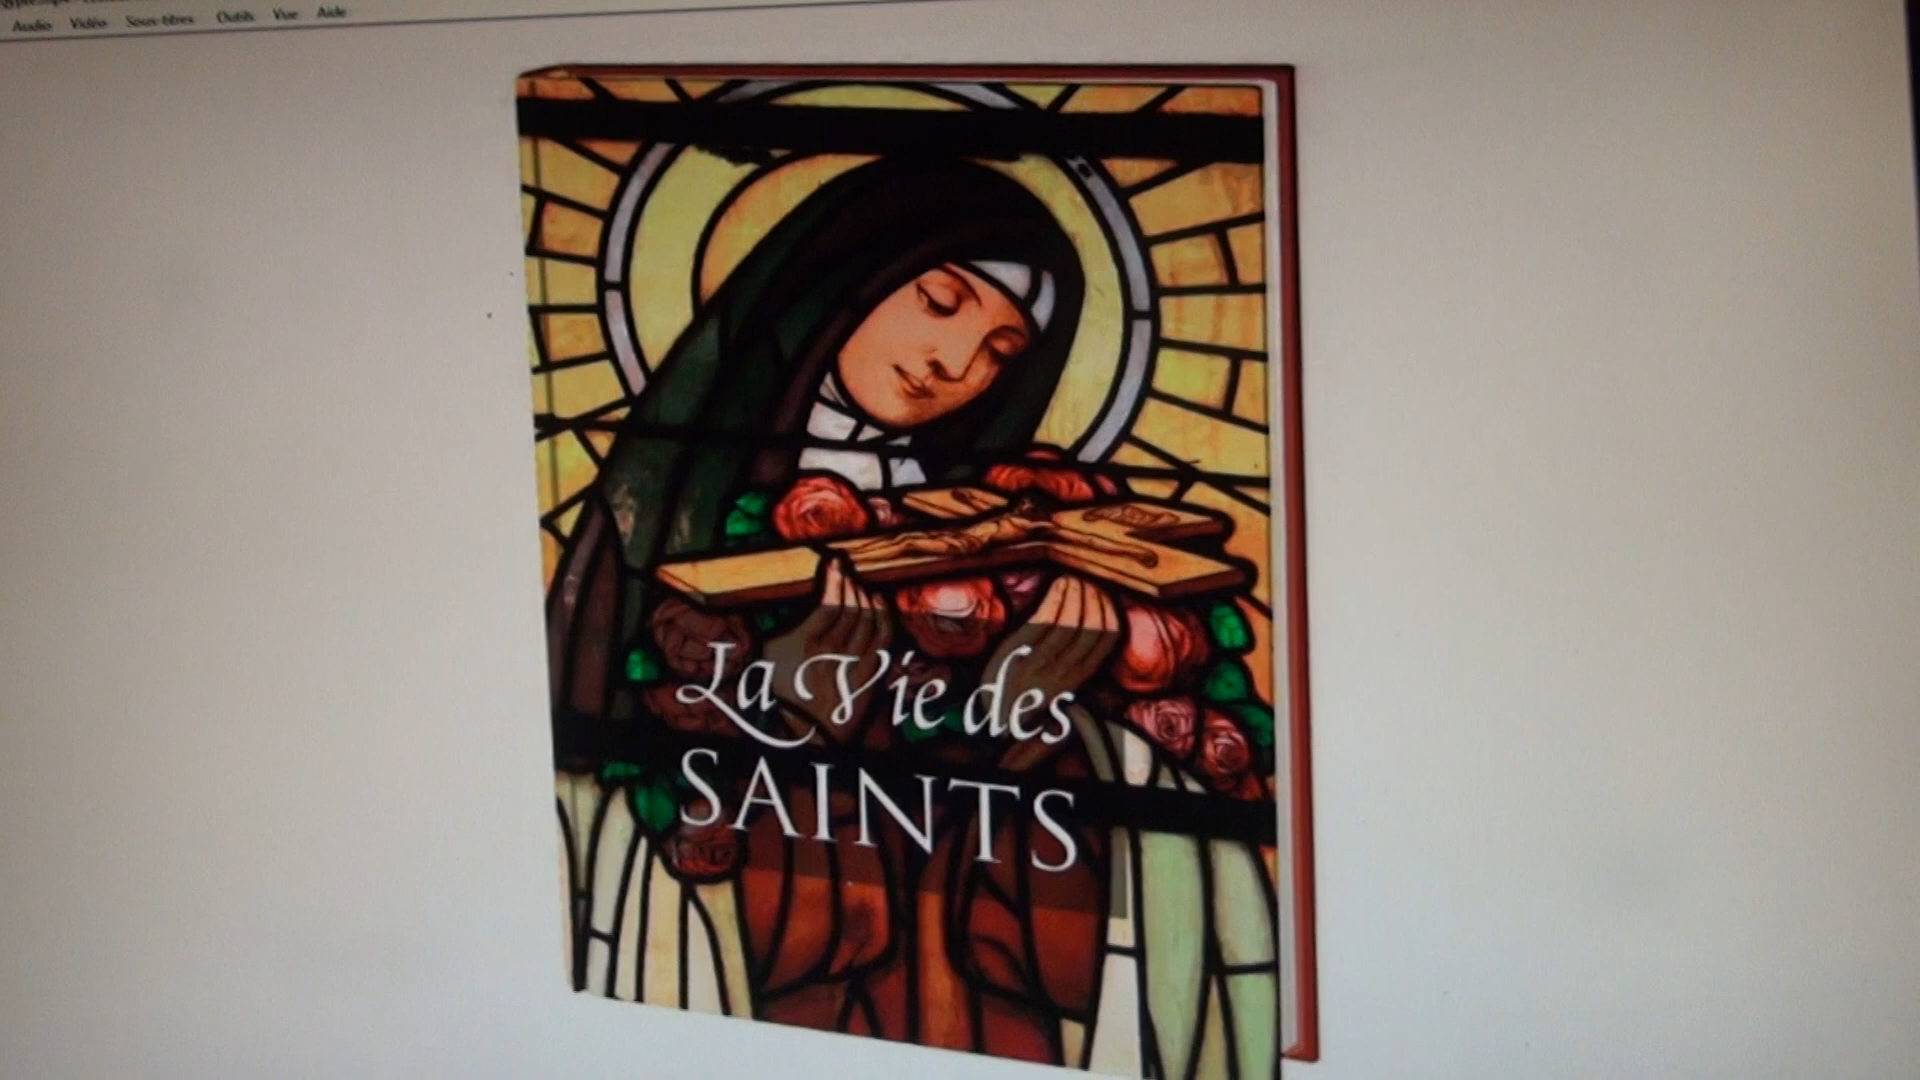 Audio Vidéo Sous-titres Outils Vue Aide
La Vie des
SAINTS